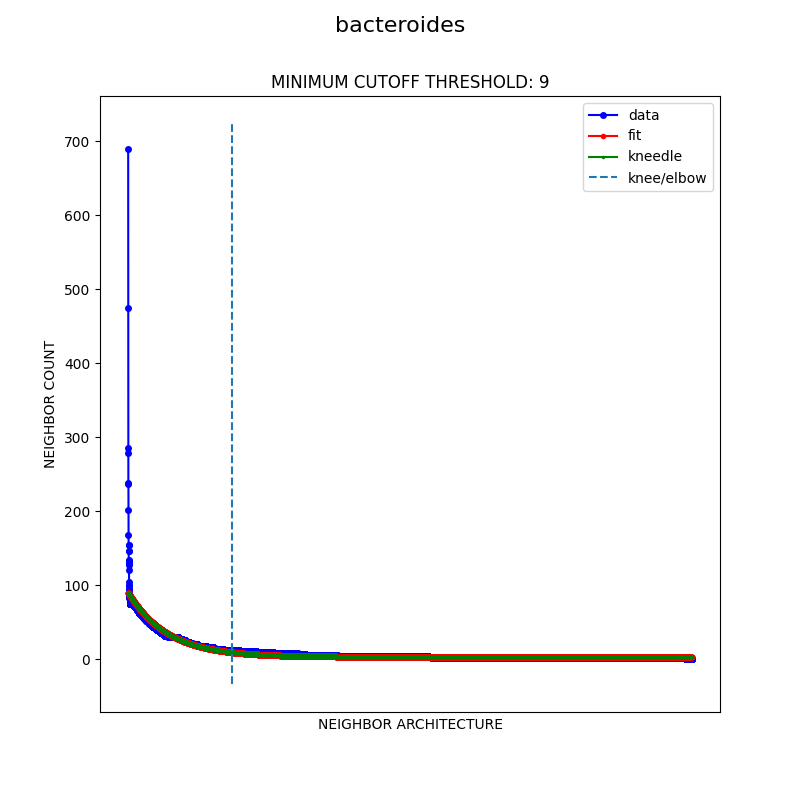 bacteroides
MINIMUM CUTOFF THRESHOLD: 9
data
fit
kneedle
knee/elbow
700
600
500
400
300
200
100
0
NEIGHBOR COUNT
NEIGHBOR ARCHITECTURE